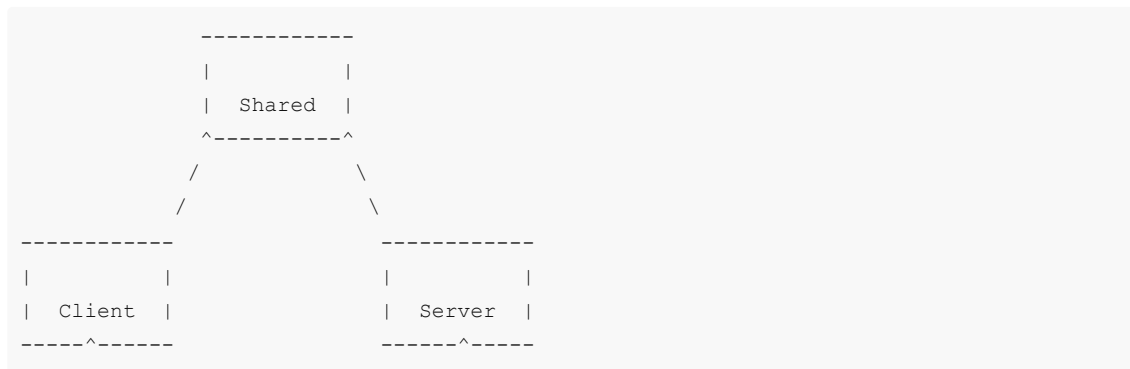 ------------
|          |
|  Shared  |
^----------^
/            \
/              \
------------                ------------
|          |                |          |
|  Client  |                |  Server  |
-----^------                ------^-----